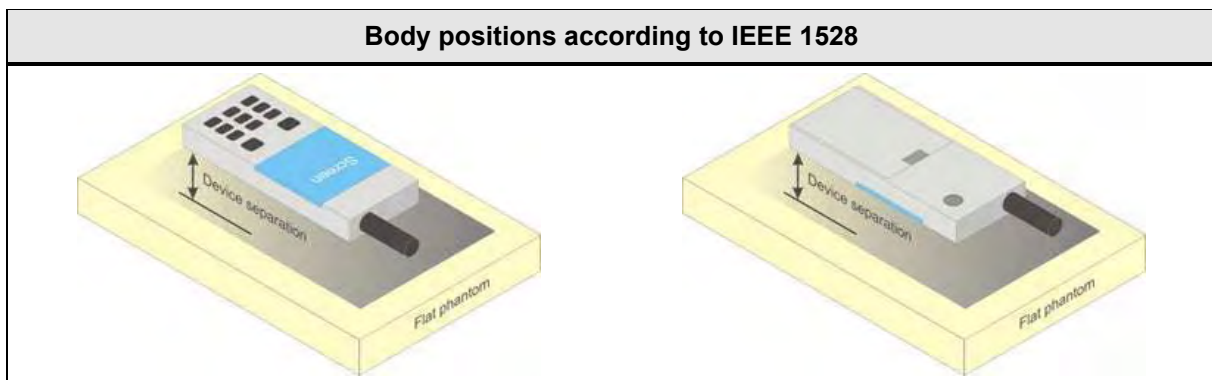 Body positions according to IEEE 1528
Screen
Device separation
Flat phantom
Device separation
Flat phantom